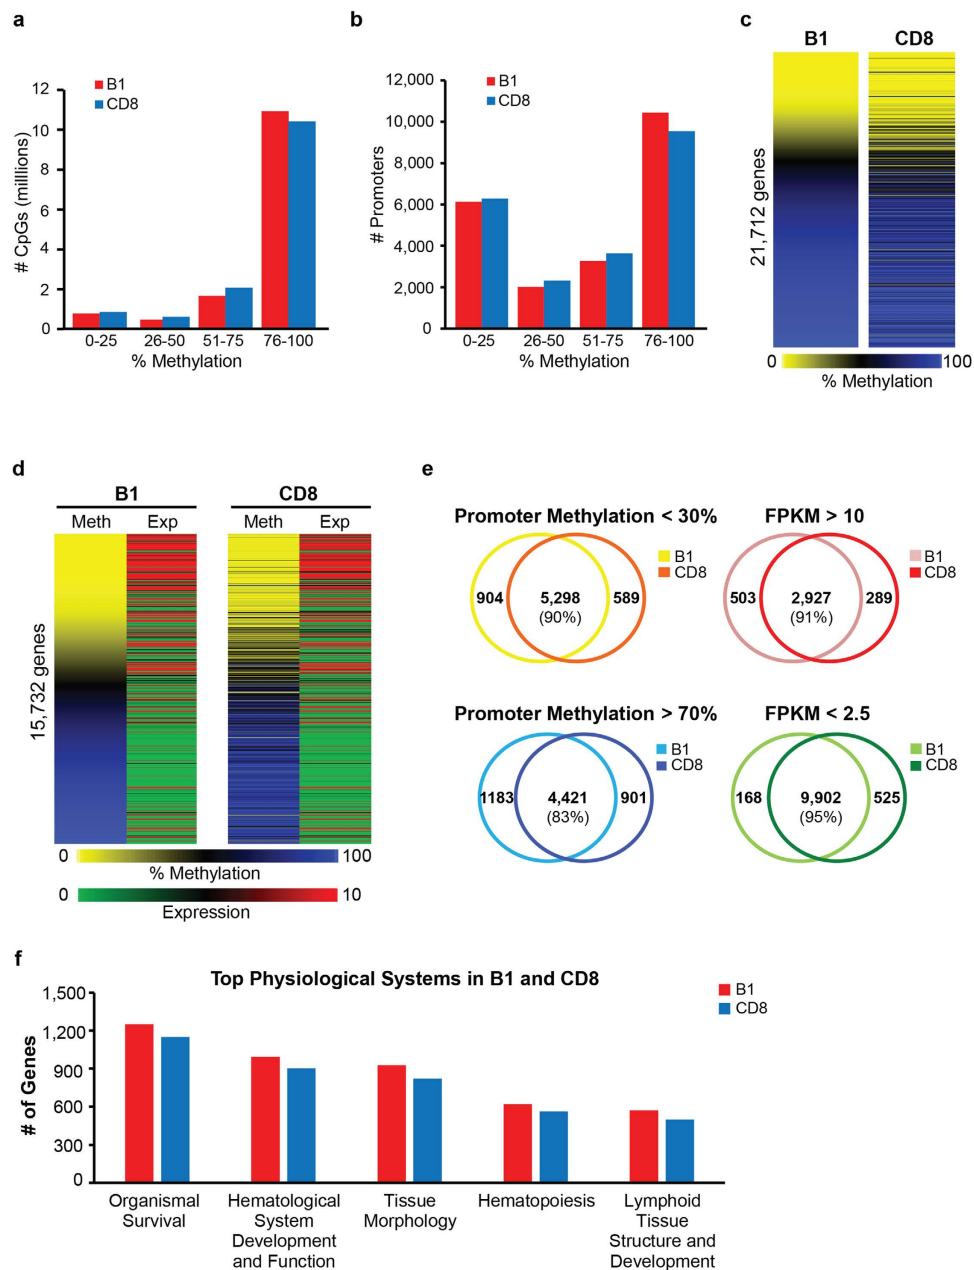 a
B1
CD8
12
10
8
6
4
2
0
# CpGs (millions)
0-25 26-50 51-75 76-100
% Methylation
b
B1
CD8
12,000
10,000
8,000
6,000
4,000
2,000
0
# Promoters
0-25 26-50 51-75 76-100
% Methylation
c
B1 CD8
21,712 genes
0 100
% Methylation
d
B1 CD8
Meth Exp Meth Exp
15,732 genes
0 100
% Methylation
0 10
Expression
e
Promoter Methylation < 30%
B1
CD8
904 5,298 589
(90%)
FPKM > 10
B1
CD8
503 2,927 289
(91%)
Promoter Methylation > 70%
B1
CD8
1183 4,421 901
(83%)
FPKM < 2.5
B1
CD8
168 9,902 525
(95%)
f
Top Physiological Systems in B1 and CD8
B1
CD8
1,500
1,200
900
600
300
0
# of Genes
Organismal
Survival
Hematological
System
Development
and Function
Tissue
Morphology
Hematopoiesis
Lymphoid
Tissue
Structure and
Development